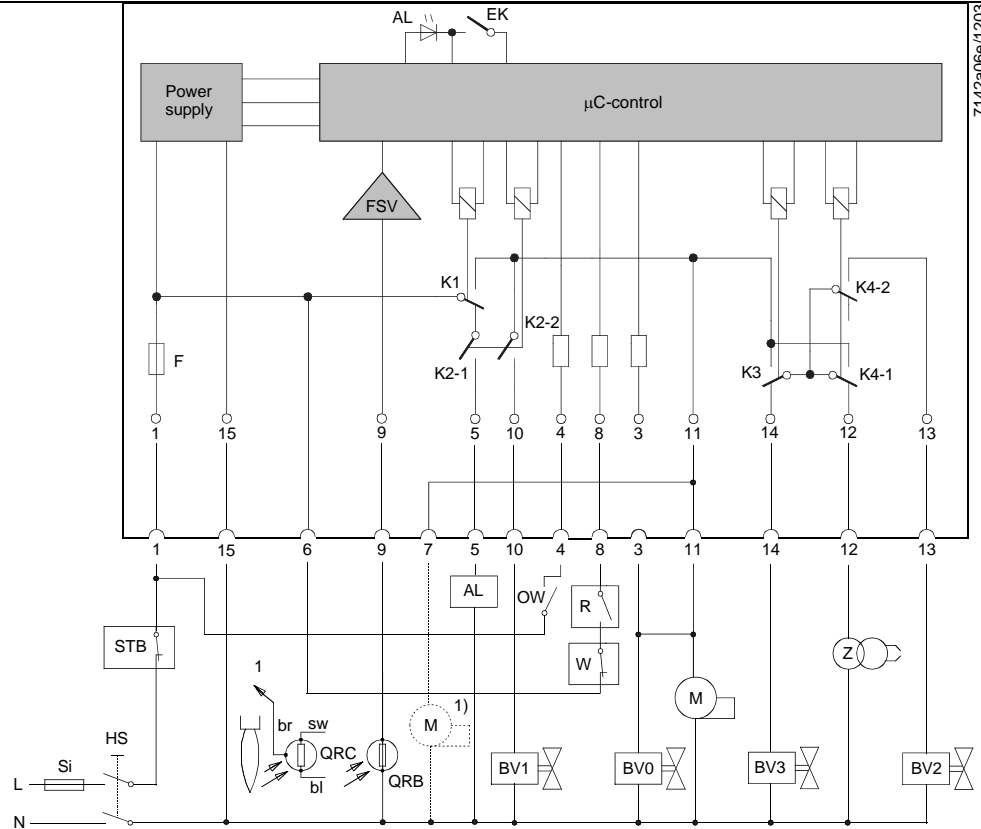 7142a06e/1203
AL EK
Power
supply
µC-control
FSV
K1
K4-2
K2-2
F
K2-1
K3
K4-1
1 15 9 5 10 4 8 3 11 14 12 13
1 15 6 9 7 5 10 4 8 3 11 14 12 13
AL
OW
R
STB
W
Z
1
M
1)
M
br
sw
HS
QRC
Si
L
bl
QRB
BV1
BV0
BV3
BV2
N